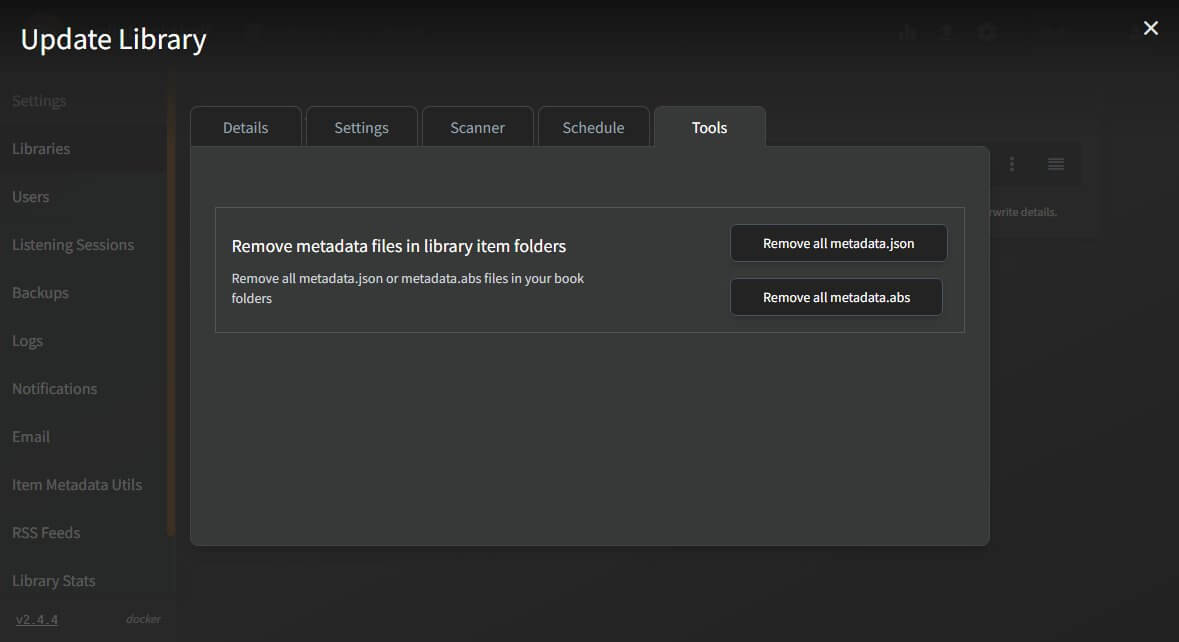 Update Library
Settings
Libraries
Users
Listening Sessions
Backups
Logs
Notifications
Email
Item Metadata Utils
RSS Feeds
Library Stats
v2.4.4 docker
Details Settings Scanner Schedule Tools
Remove metadata files in library item folders
Remove all metadata.json or metadata.abs files in your book
folders
Remove all metadata.json
Remove all metadata.abs
rwrite details.